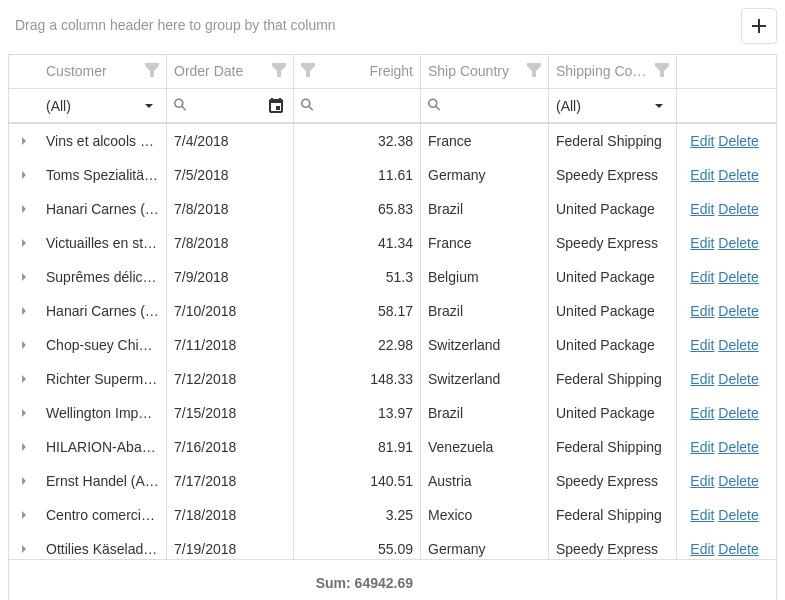 Drag a column header here to group by that column
Customer Order Date Freight Ship Country Shipping Co...
(All) (All)
Vins et alcools ... 7/4/2018 32.38 France Federal Shipping Edit Delete
Toms Spezialitä... 7/5/2018 11.61 Germany Speedy Express Edit Delete
Hanari Carnes (... 7/8/2018 65.83 Brazil United Package Edit Delete
Victuailles en st... 7/8/2018 41.34 France Speedy Express Edit Delete
Suprêmes délic... 7/9/2018 51.3 Belgium United Package Edit Delete
Hanari Carnes (... 7/10/2018 58.17 Brazil United Package Edit Delete
Chop-suey Chi... 7/11/2018 22.98 Switzerland United Package Edit Delete
Richter Superm... 7/12/2018 148.33 Switzerland Federal Shipping Edit Delete
Wellington Imp... 7/15/2018 13.97 Brazil United Package Edit Delete
HILARION-Aba... 7/16/2018 81.91 Venezuela Federal Shipping Edit Delete
Ernst Handel (A... 7/17/2018 140.51 Austria Speedy Express Edit Delete
Centro comerci... 7/18/2018 3.25 Mexico Federal Shipping Edit Delete
Ottilies Käselad... 7/19/2018 55.09 Germany Speedy Express Edit Delete
Sum: 64942.69